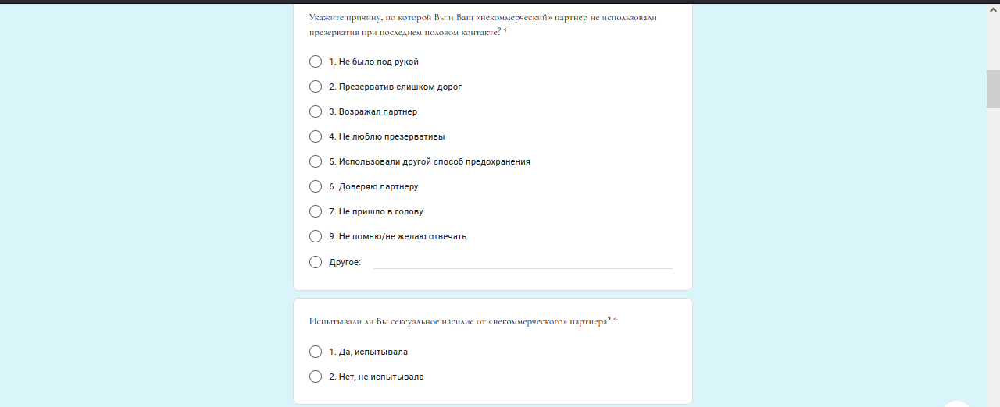 Укажите причину, по которой Вы и Ваш «некоммерческий» партнер не использовали
презерватив при последнем половом контакте? *
1. Не было под рукой
2. Презерватив слишком дорог
3. Возражал партнер
4. Не люблю презервативы
5. Использовали другой способ предохранения
6. Доверяю партнеру
7. Не пришло в голову
9. Не помню/не желаю отвечать
Другое:
Испытывали ли Вы сексуальное насилие от «некоммерческого» партнера? *
1. Да, испытывала
2. Нет, не испытывала